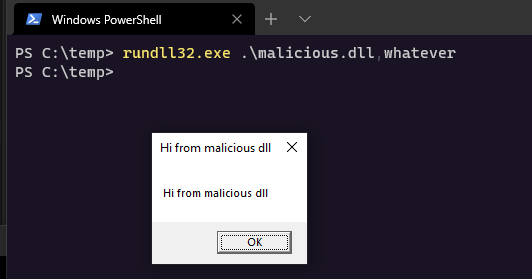 Windows PowerShell
PS C:\temp> rundll32.exe .\malicious.dll,whatever
PS C:\temp>
Hi from malicious dll
Hi from malicious dll
OK